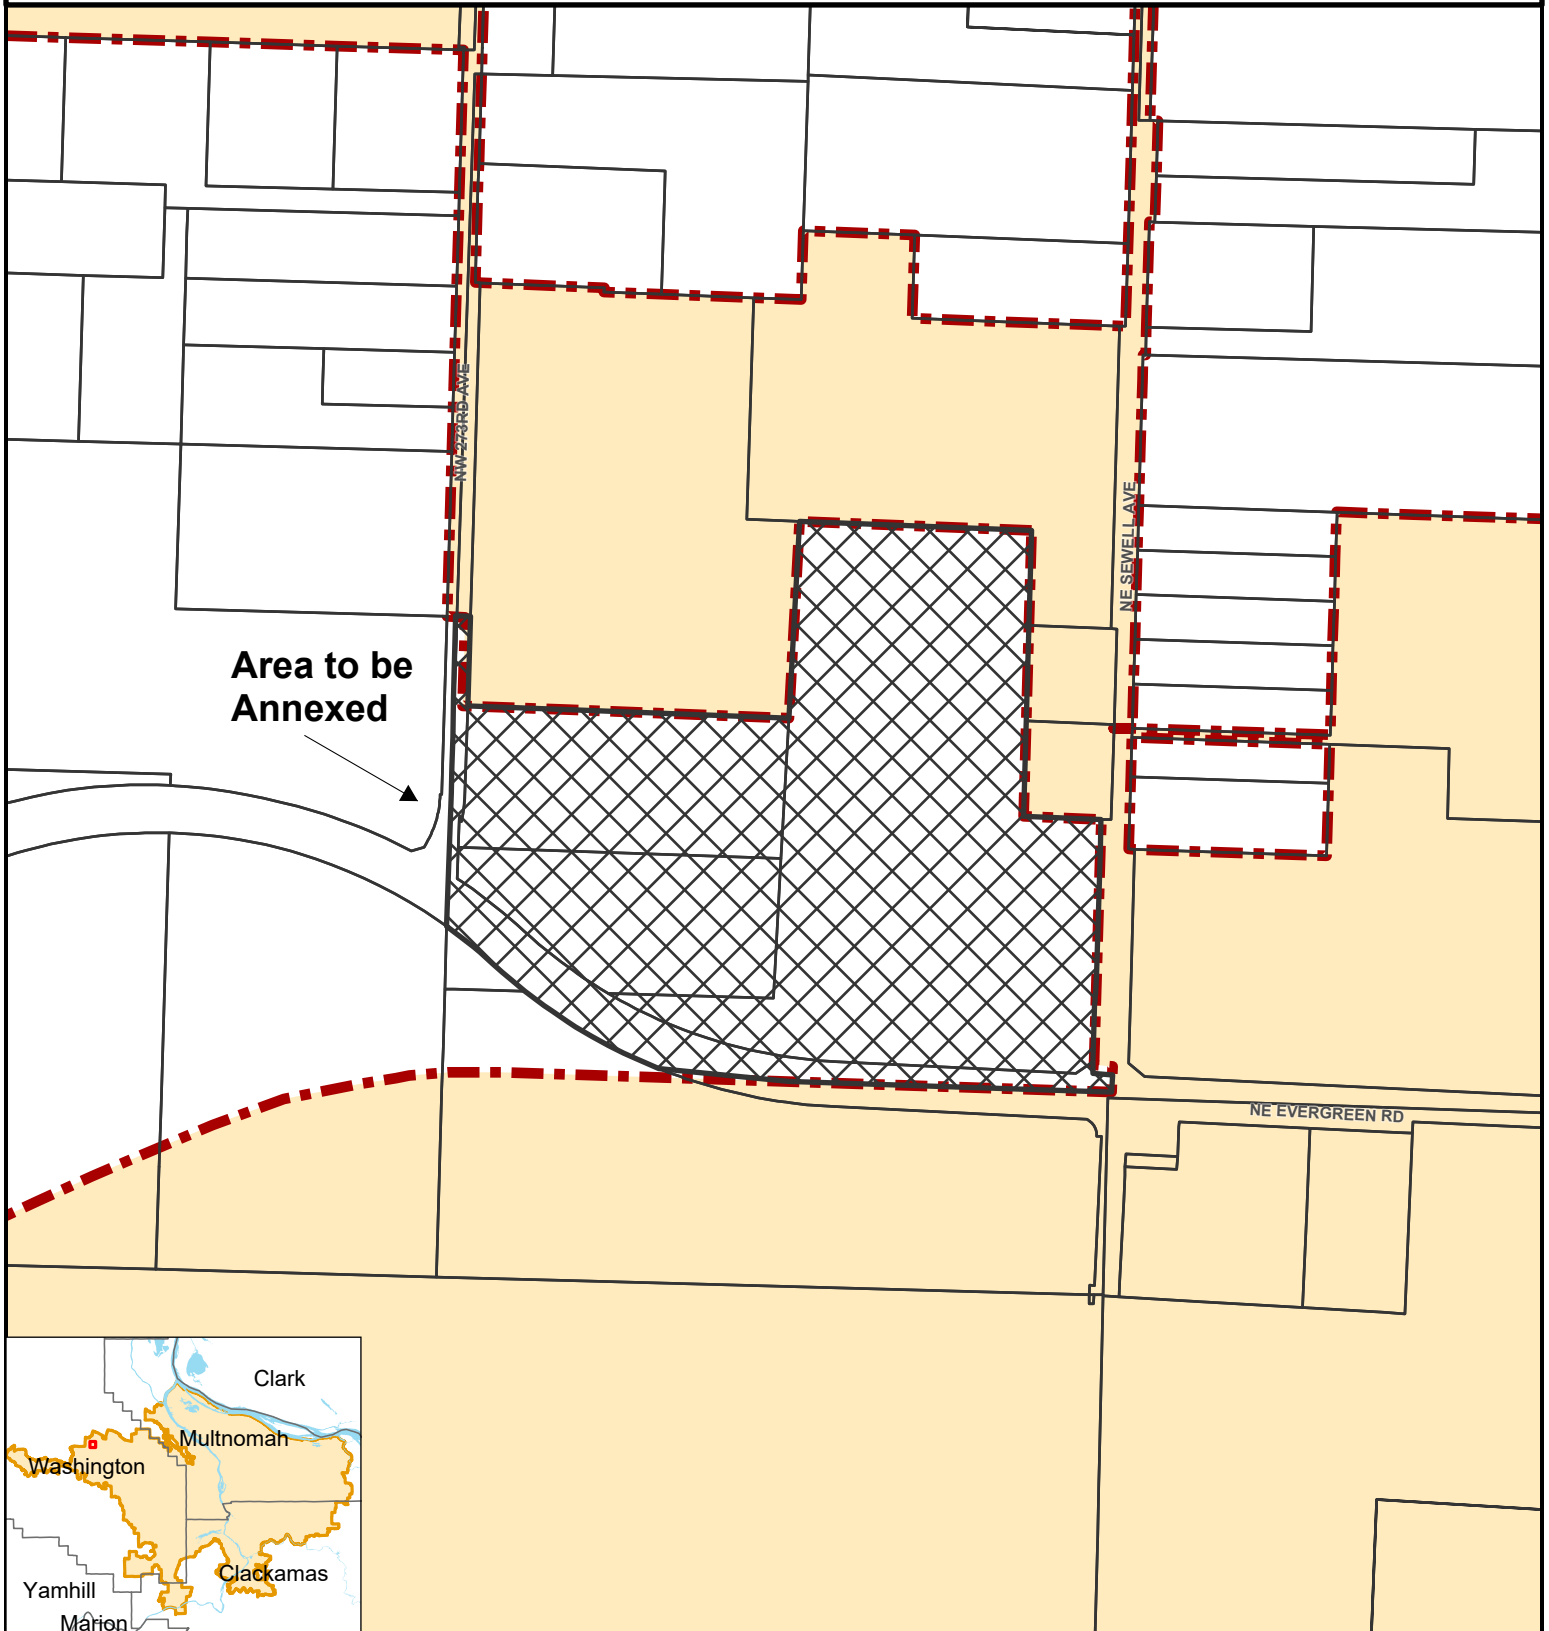 NW 273RD AVE
NE SEWELL AVE
Area to be
Annexed
NE EVERGREEN RD
Clark
Multnomah
Washington
Clackamas
Yamhill
Marion